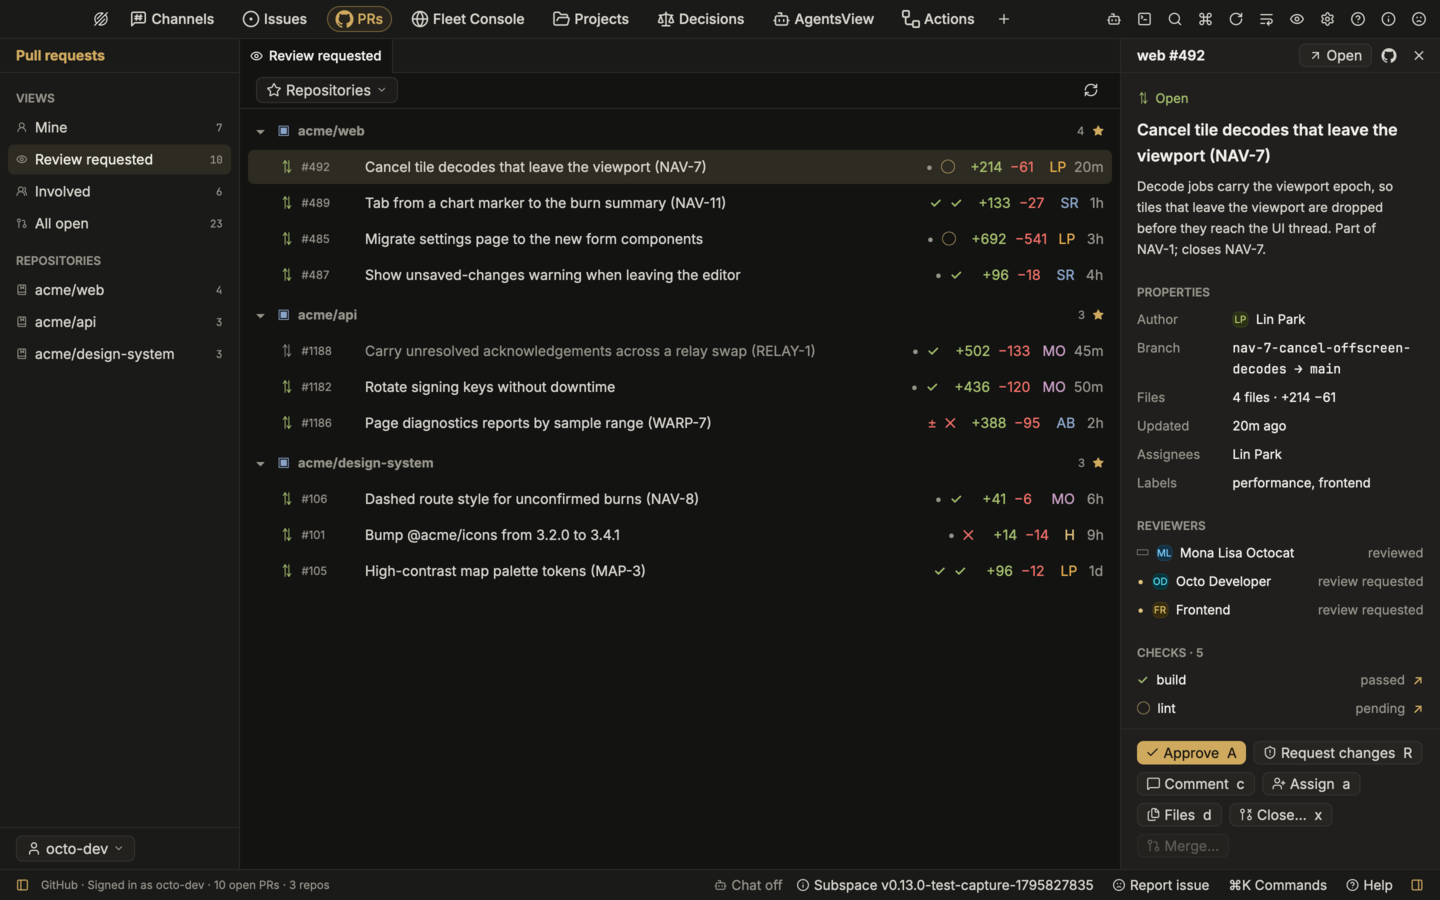 Channels Issues PRs Fleet Console Projects Decisions AgentsView Actions +
Pull requests
VIEWS
Mine 7
Review requested 10
Involved 6
All open 23
REPOSITORIES
acme/web 4
acme/api 3
acme/design-system 3
octo-dev
Review requested
Repositories
acme/web 4
#492 Cancel tile decodes that leave the viewport (NAV-7) +214 −61 LP 20m
#489 Tab from a chart marker to the burn summary (NAV-11) +133 −27 SR 1h
#485 Migrate settings page to the new form components +692 −541 LP 3h
#487 Show unsaved-changes warning when leaving the editor +96 −18 SR 4h
acme/api 3
#1188 Carry unresolved acknowledgements across a relay swap (RELAY-1) +502 −133 MO 45m
#1182 Rotate signing keys without downtime +436 −120 MO 50m
#1186 Page diagnostics reports by sample range (WARP-7) ± +388 −95 AB 2h
acme/design-system 3
#106 Dashed route style for unconfirmed burns (NAV-8) +41 −6 MO 6h
#101 Bump @acme/icons from 3.2.0 to 3.4.1 +14 −14 H 9h
#105 High-contrast map palette tokens (MAP-3) +96 −12 LP 1d
web #492 Open
Open
Cancel tile decodes that leave the
viewport (NAV-7)
Decode jobs carry the viewport epoch, so
tiles that leave the viewport are dropped
before they reach the UI thread. Part of
NAV-1; closes NAV-7.
PROPERTIES
Author LP Lin Park
Branch nav-7-cancel-offscreen-
decodes → main
Files 4 files · +214 −61
Updated 20m ago
Assignees Lin Park
Labels performance, frontend
REVIEWERS
ML Mona Lisa Octocat reviewed
OD Octo Developer review requested
FR Frontend review requested
CHECKS · 5
build passed
lint pending
Approve A Request changes R
Comment c Assign a
Files d Close... x
Merge...
GitHub · Signed in as octo-dev · 10 open PRs · 3 repos Chat off Subspace v0.13.0-test-capture-1795827835 Report issue ⌘K Commands Help